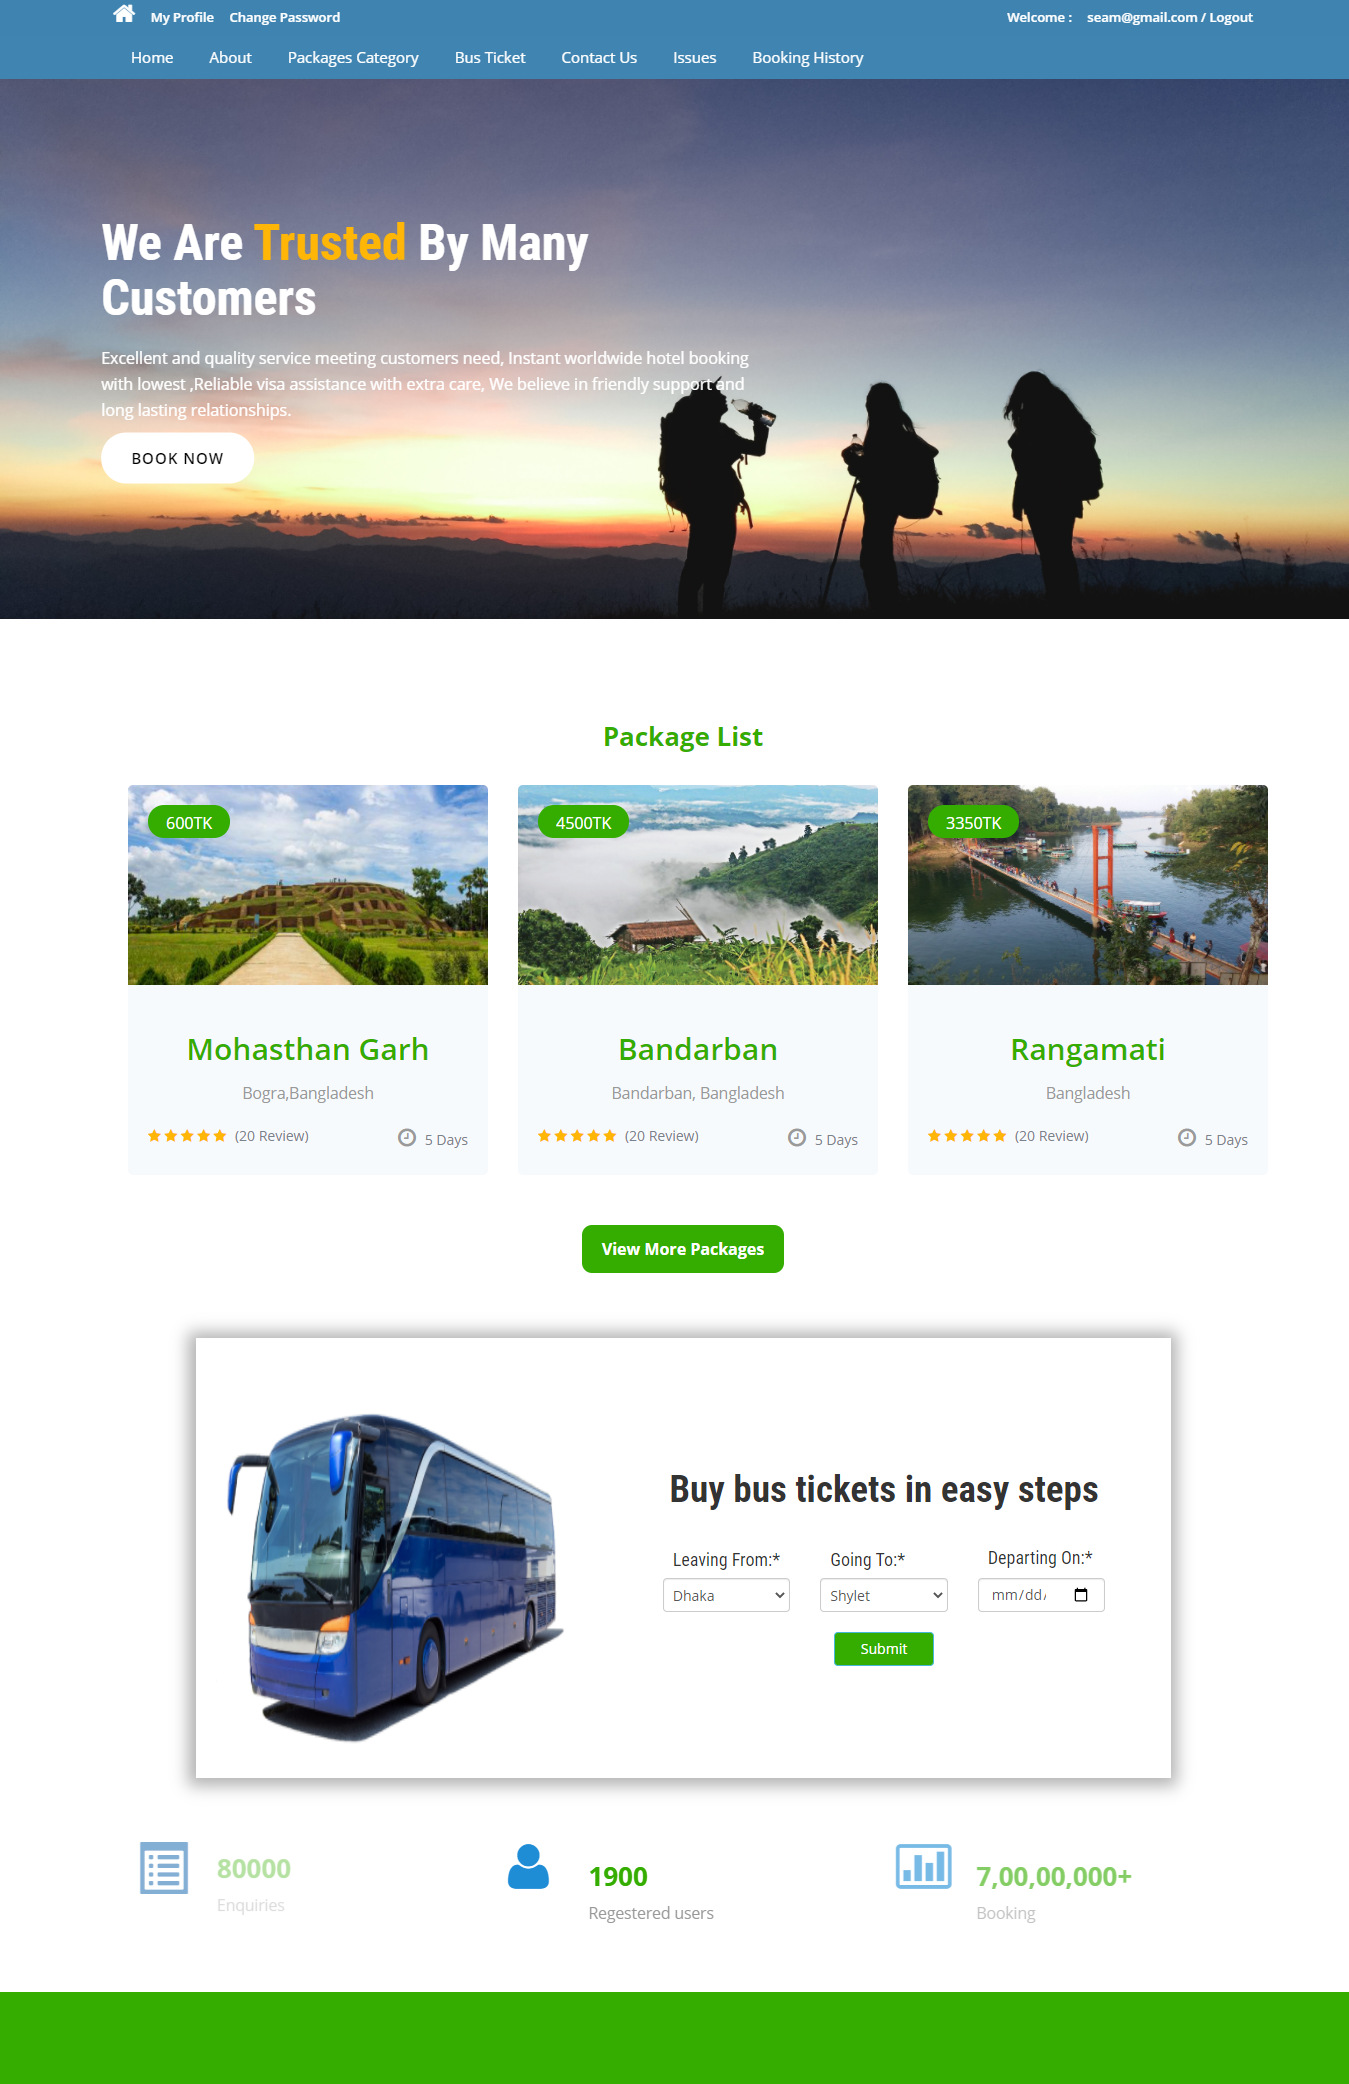 My Profile Change Password Welcome : seam@gmail.com / Logout
Home About Packages Category Bus Ticket Contact Us Issues Booking History
We Are Trusted By Many
Customers
Excellent and quality service meeting customers need, Instant worldwide hotel booking
with lowest ,Reliable visa assistance with extra care, We believe in friendly support and
long lasting relationships.
BOOK NOW
Package List
600TK
4500TK
3350TK
Mohasthan Garh
Bogra,Bangladesh
(20 Review) 5 Days
Bandarban
Bandarban, Bangladesh
(20 Review) 5 Days
Rangamati
Bangladesh
(20 Review) 5 Days
View More Packages
Buy bus tickets in easy steps
Leaving From:* Going To:* Departing On:*
Dhaka Shylet mm/dd/
Submit
80000
Enquiries
1900
Regestered users
7,00,00,000+
Booking